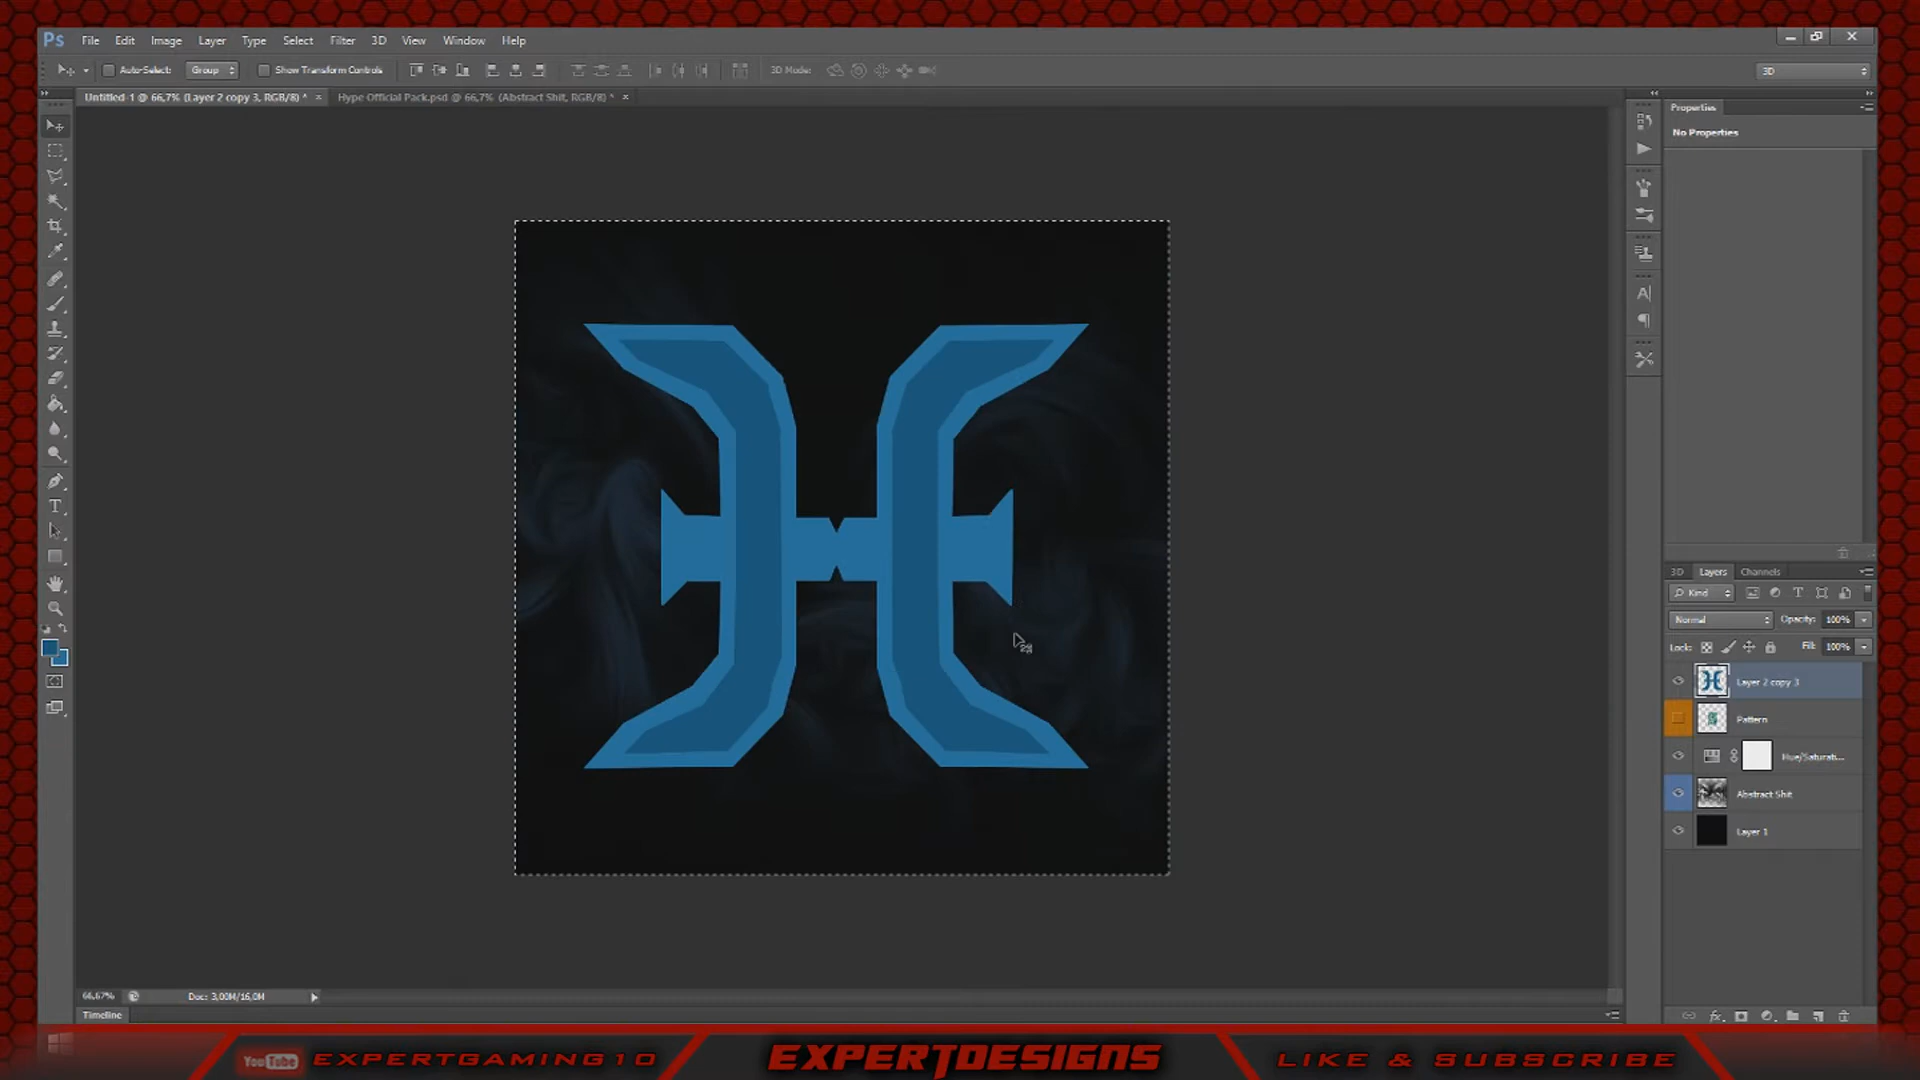 Ps File Edit Image Layer Type Select Filter 3D View Window Help
Auto-Select: Group Show Transform Controls 3D Mode: 3D
Untitled-1 @ 66,7% (Layer 2 copy 3, RGB/8) * × Hype Official Pack.psd @ 66,7% (Abstract Shit, RGB/8) * ×
Properties
No Properties
3D Layers Channels
Kind
Normal Opacity: 100%
Lock: Fill: 100%
Layer 2 copy 3
Pattern
Hue/Saturati...
Abstract Shit
Layer 1
66,67% Doc: 3,00M/16,0M
Timeline
YouTube EXPERTGAMING10 EXPERTDESIGNS LIKE & SUBSCRIBE